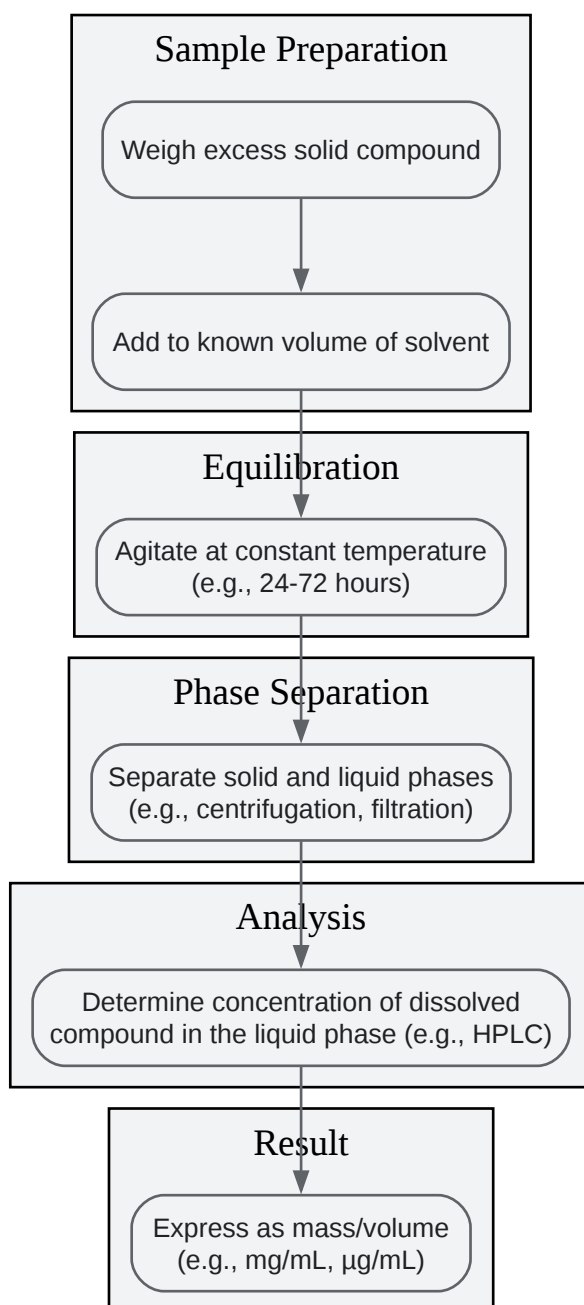 Sample Preparation
Weigh excess solid compound
Add to known volume of solvent
Equilibration
Agitate at constant temperature
(e.g., 24-72 hours)
Phase Separation
Separate solid and liquid phases
(e.g., centrifugation, filtration)
Analysis
Determine concentration of dissolved
compound in the liquid phase (e.g., HPLC)
Result
Express as mass/volume
(e.g., mg/mL, µg/mL)